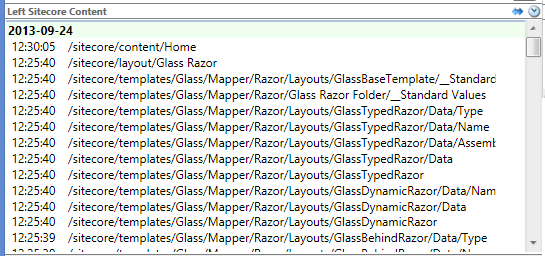 Left Sitecore Content
2013-09-24
12:30:05 /sitecore/content/Home
12:25:40 /sitecore/layout/Glass Razor
12:25:40 /sitecore/templates/Glass/Mapper/Razor/Layouts/GlassBaseTemplate/__Standard
12:25:40 /sitecore/templates/Glass/Mapper/Razor/Glass Razor Folder/__Standard Values
12:25:40 /sitecore/templates/Glass/Mapper/Razor/Layouts/GlassTypedRazor/Data/Type
12:25:40 /sitecore/templates/Glass/Mapper/Razor/Layouts/GlassTypedRazor/Data/Name
12:25:40 /sitecore/templates/Glass/Mapper/Razor/Layouts/GlassTypedRazor/Data/Assemb
12:25:40 /sitecore/templates/Glass/Mapper/Razor/Layouts/GlassTypedRazor/Data
12:25:40 /sitecore/templates/Glass/Mapper/Razor/Layouts/GlassTypedRazor
12:25:40 /sitecore/templates/Glass/Mapper/Razor/Layouts/GlassDynamicRazor/Data/Nam
12:25:40 /sitecore/templates/Glass/Mapper/Razor/Layouts/GlassDynamicRazor/Data
12:25:40 /sitecore/templates/Glass/Mapper/Razor/Layouts/GlassDynamicRazor
12:25:39 /sitecore/templates/Glass/Mapper/Razor/Layouts/GlassBehindRazor/Data/Type